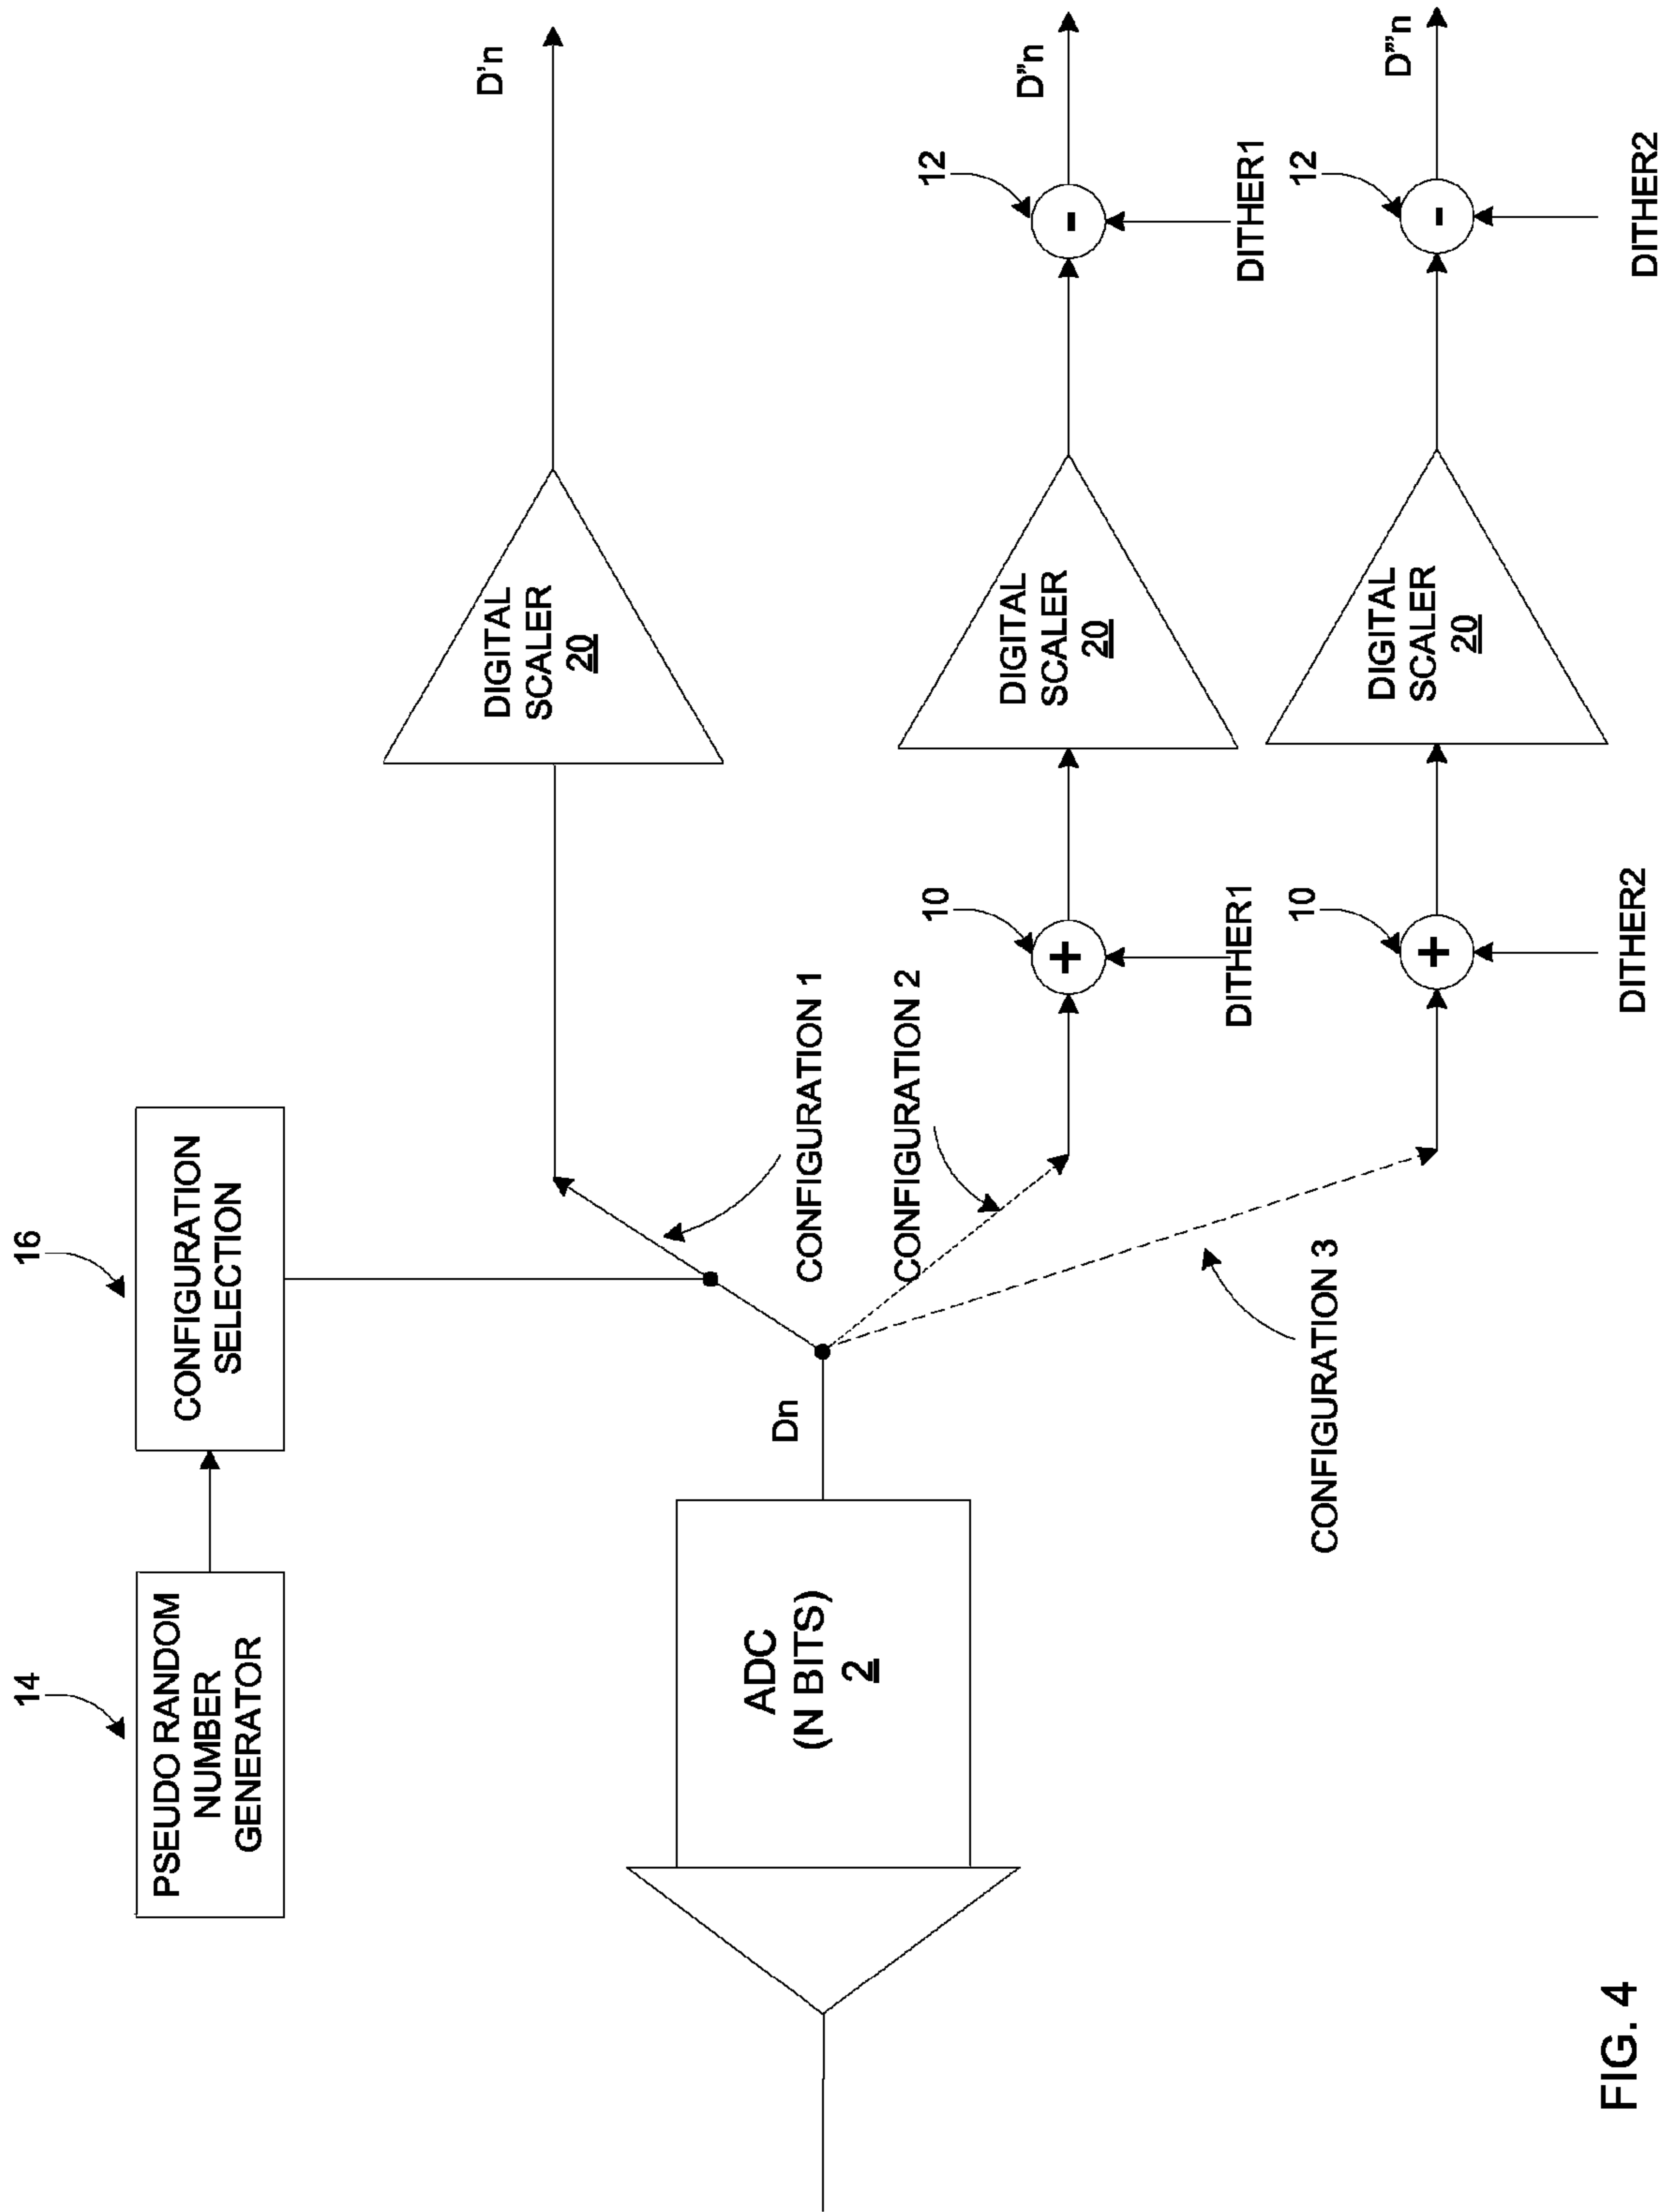 14
PSEUDO RANDOM
NUMBER
GENERATOR
16
CONFIGURATION
SELECTION
D'n
DIGITAL
SCALER
20
ADC
(N BITS)
2
Dn
CONFIGURATION 1
CONFIGURATION 2
10
DITHER1
DIGITAL
SCALER
20
12
DITHER1
D"n
CONFIGURATION 3
10
DITHER2
DIGITAL
SCALER
20
12
DITHER2
D"'n
+
-
+
-
FIG. 4